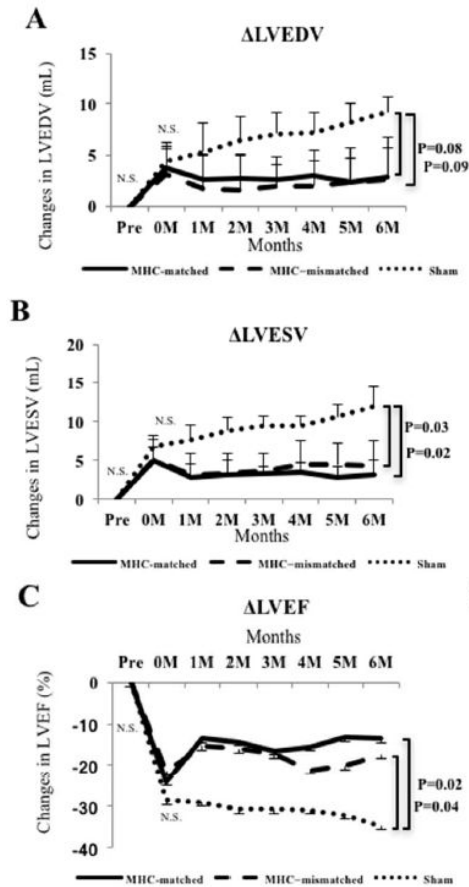 A
ΔLVEDV
Changes in LVEDV (mL)
15
10
5
0
N.S.
N.S.
P=0.08
P=0.09
Pre 0M 1M 2M 3M 4M 5M 6M
Months
MHC-matched MHC−mismatched Sham
B
ΔLVESV
Changes in LVESV (mL)
20
15
10
5
0
N.S.
N.S.
P=0.03
P=0.02
Pre 0M 1M 2M 3M 4M 5M 6M
Months
MHC-matched MHC−mismatched Sham
C
ΔLVEF
Months
Pre 0M 1M 2M 3M 4M 5M 6M
Changes in LVEF (%)
0
-10
-20
-30
-40
N.S.
N.S.
P=0.02
P=0.04
MHC-matched MHC−mismatched Sham